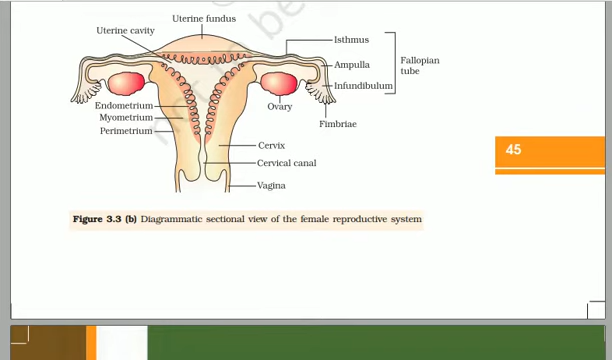 Uterine fundus
Uterine cavity
Isthmus
Ampulla
Fallopian
tube
Infundibulum
Endometrium
Ovary
Myometrium
Fimbriae
Perimetrium
Cervix
45
Cervical canal
Vagina
Figure 3.3 (b) Diagrammatic sectional view of the female reproductive system